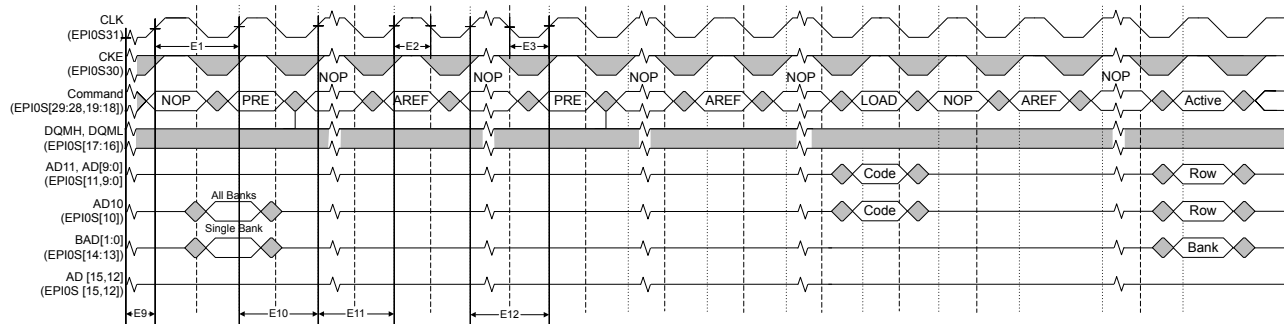 CLK
(EPI0S31)
E1
E2
E3
CKE
(EPI0S30)
NOP
NOP
NOP
NOP
NOP
Command
(EPI0S[29:28,19:18])
NOP
PRE
AREF
PRE
AREF
LOAD
NOP
AREF
Active
DQMH, DQML
(EPI0S[17:16])
AD11, AD[9:0]
(EPI0S[11,9:0])
Code
Row
All Banks
AD10
(EPI0S[10])
Code
Row
Single Bank
BAD[1:0]
(EPI0S[14:13])
Bank
AD [15,12]
(EPI0S [15,12])
E9
E10
E11
E12